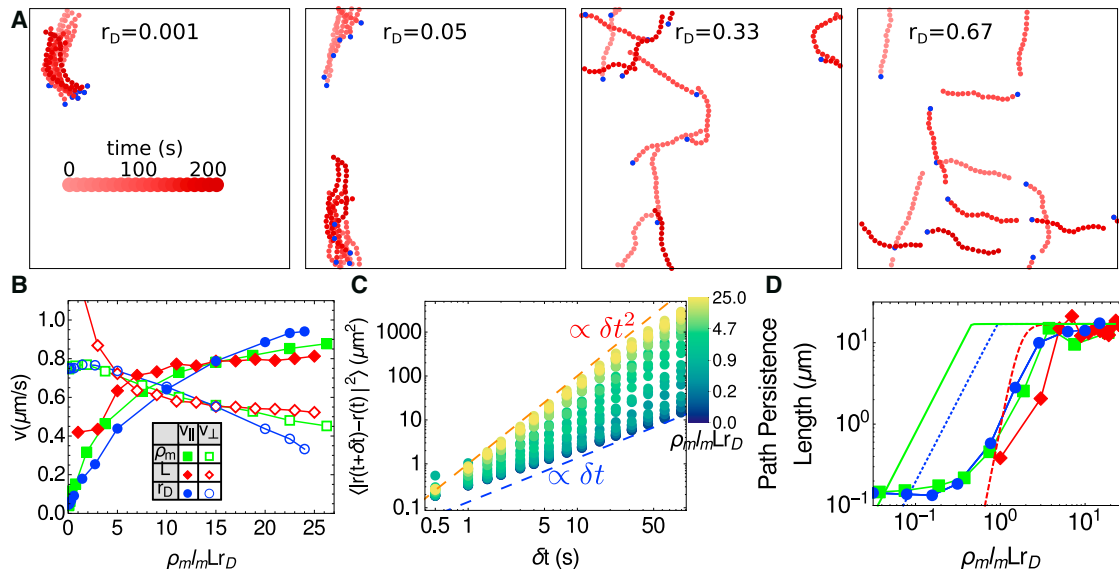 A
r_D=0.001
r_D=0.05
r_D=0.33
r_D=0.67
time (s)
0 100 200
B
v(μm/s)
1.0
0.8
0.6
0.4
0.2
0.0
v_∥ v_⊥
ρ_m
L
r_D
0 5 10 15 20 25
ρ_m l_m L r_D
C
⟨|r(t+δt)−r(t)|²⟩ (μm²)
1000
100
10
1
0.1
∝ δt²
∝ δt
0.5 1 5 10 50
δt (s)
25.0
4.7
0.9
0.2
0.0
ρ_m l_m L r_D
D
Path Persistence
Length (μm)
10¹
10⁰
10⁻¹
10⁻¹ 10⁰ 10¹
ρ_m l_m L r_D